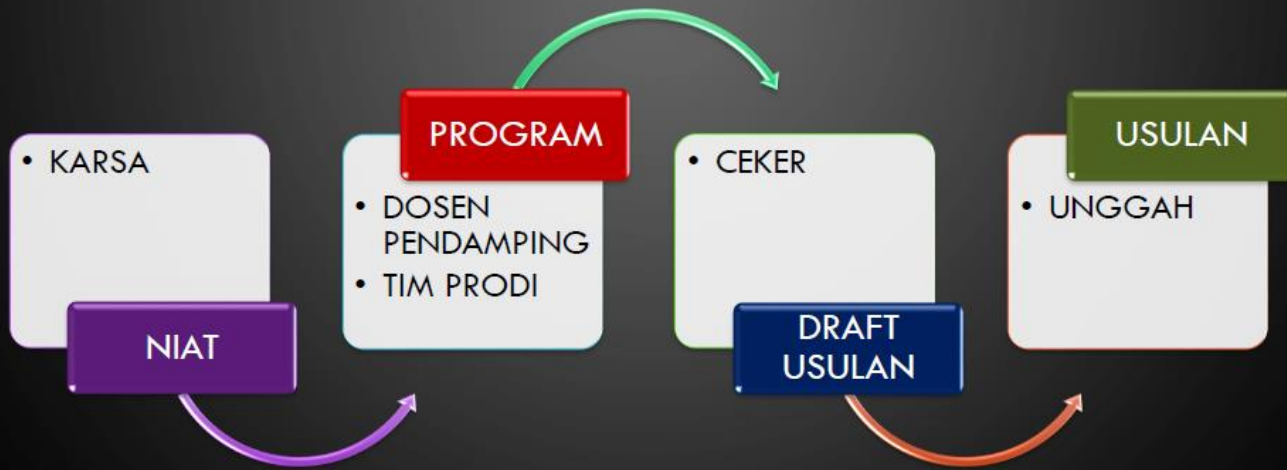 • KARSA
NIAT
PROGRAM
• DOSEN
PENDAMPING
• TIM PRODI
• CEKER
DRAFT
USULAN
USULAN
• UNGGAH